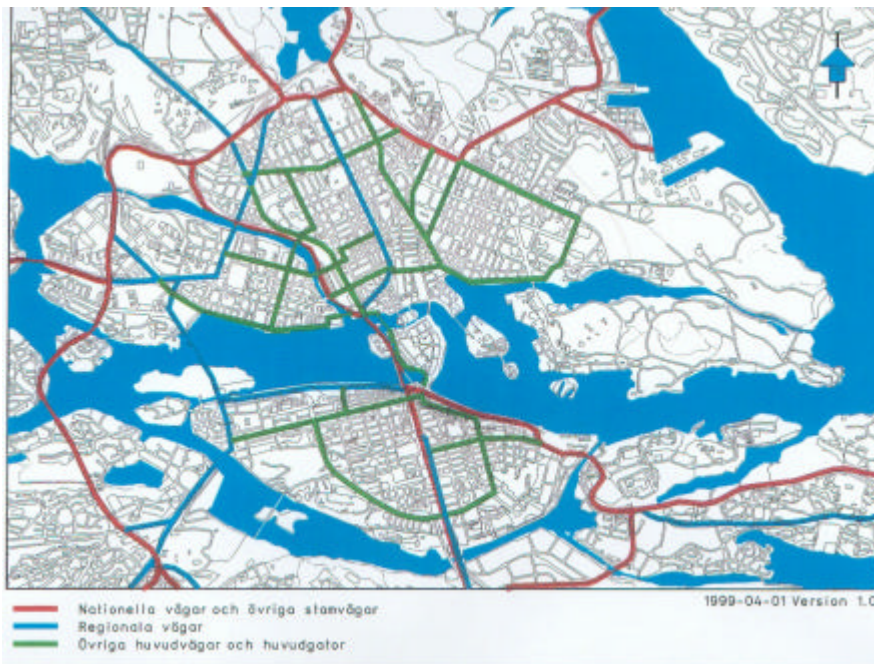 Nationella vägar och övriga stamvägar
Regionala vägar
Övriga huvudvägar och huvudgator
1999-04-01 Version 1.0